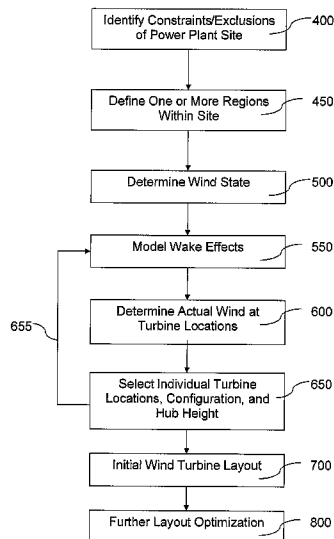 Identify Constraints/Exclusions
of Power Plant Site
400
Define One or More Regions
Within Site
450
Determine Wind State
500
Model Wake Effects
550
655
Determine Actual Wind at
Turbine Locations
600
Select Individual Turbine
Locations, Configuration, and
Hub Height
650
Initial Wind Turbine Layout
700
Further Layout Optimization
800